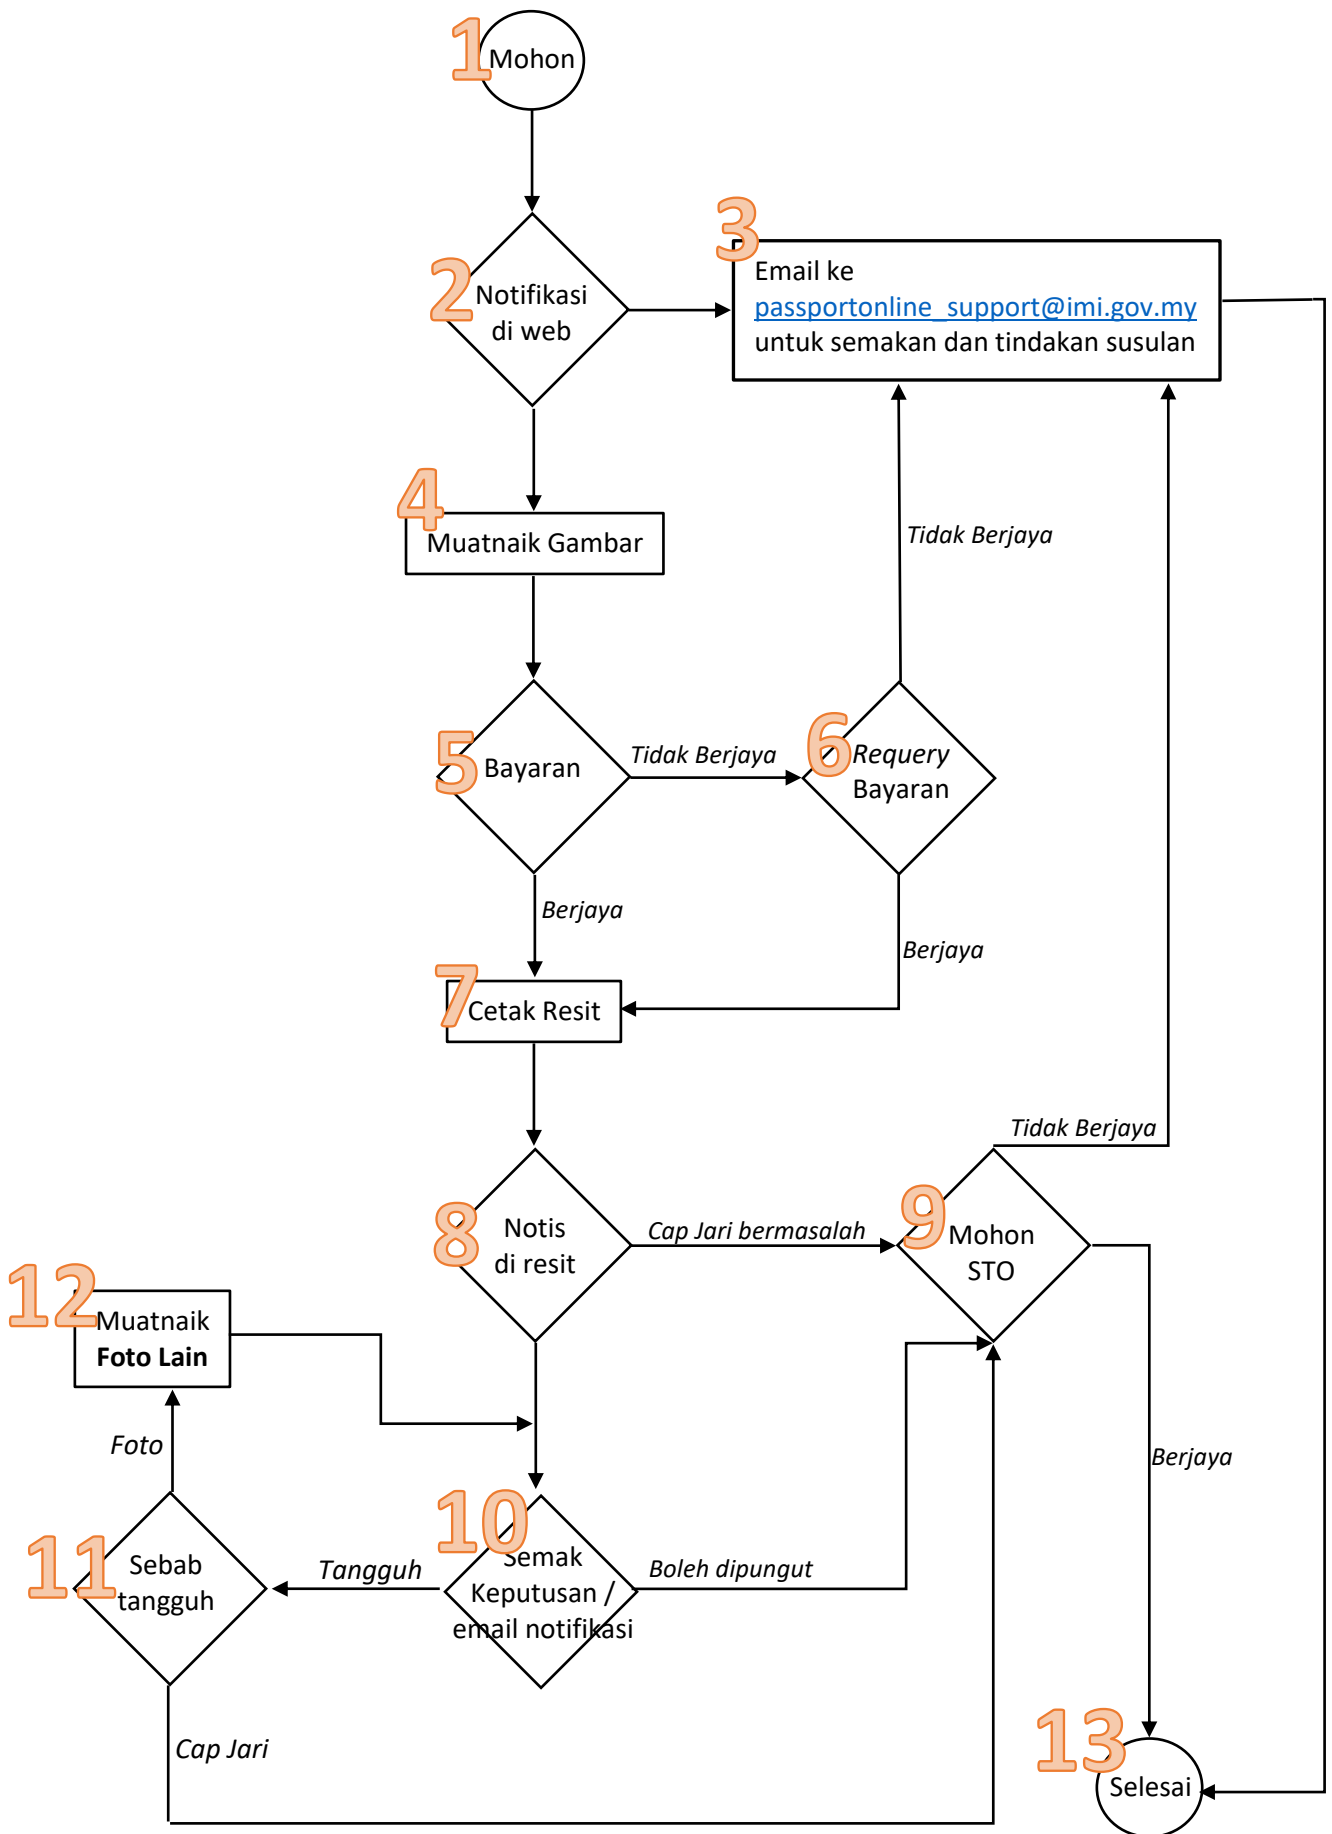 1
Mohon
2
Notifikasi
di web
3
Email ke
passportonline_support@imi.gov.my
untuk semakan dan tindakan susulan
4
Muatnaik Gambar
Tidak Berjaya
5
Bayaran
Tidak Berjaya
6
Requery
Bayaran
Berjaya
Berjaya
7
Cetak Resit
Tidak Berjaya
8
Notis
di resit
Cap Jari bermasalah
9
Mohon
STO
12
Muatnaik
Foto Lain
Foto
Berjaya
10
Semak
Keputusan /
email notifikasi
Boleh dipungut
Tangguh
11
Sebab
tangguh
Cap Jari
13
Selesai